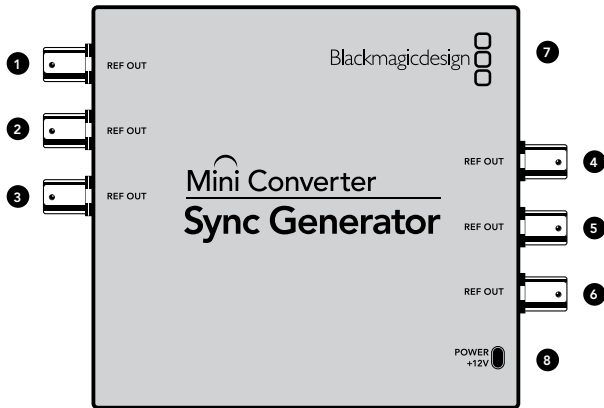 Blackmagicdesign
7
1
REF OUT
2
REF OUT
3
REF OUT
Mini Converter
Sync Generator
REF OUT
4
REF OUT
5
REF OUT
6
POWER
+12V
8